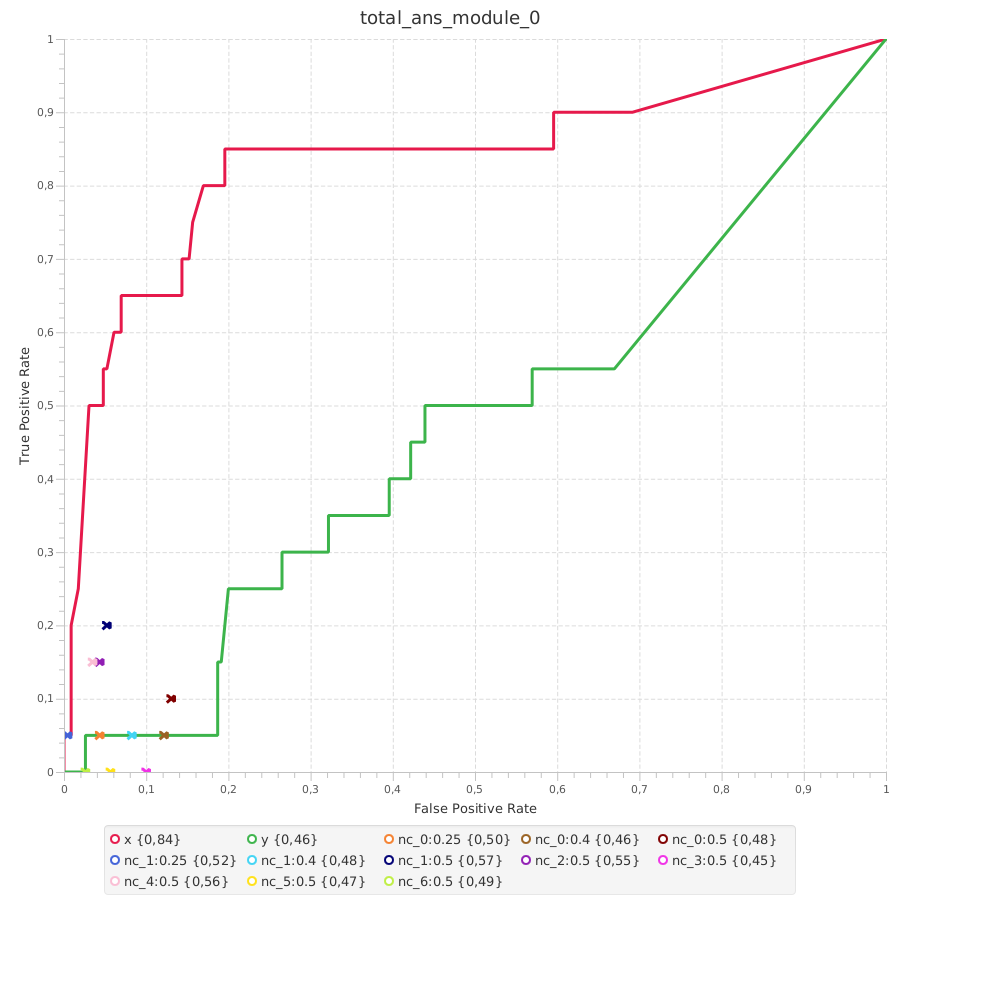 total_ans_module_0
1
0,9
0,8
0,7
0,6
0,5
0,4
0,3
0,2
0,1
0
True Positive Rate
0 0,1 0,2 0,3 0,4 0,5 0,6 0,7 0,8 0,9 1
False Positive Rate
x {0,84} y {0,46} nc_0:0.25 {0,50} nc_0:0.4 {0,46} nc_0:0.5 {0,48}
nc_1:0.25 {0,52} nc_1:0.4 {0,48} nc_1:0.5 {0,57} nc_2:0.5 {0,55} nc_3:0.5 {0,45}
nc_4:0.5 {0,56} nc_5:0.5 {0,47} nc_6:0.5 {0,49}